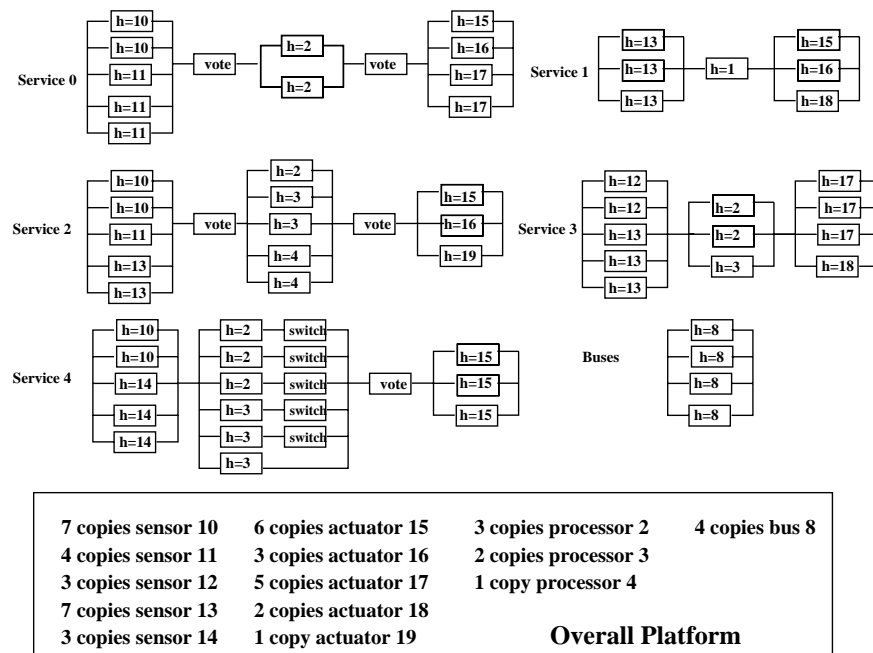 Service 0
h=10
h=10
h=11
h=11
h=11
vote
h=2
h=2
vote
h=15
h=16
h=17
h=17
Service 1
h=13
h=13
h=13
h=1
h=15
h=16
h=18
Service 2
h=10
h=10
h=11
h=13
h=13
vote
h=2
h=3
h=3
h=4
h=4
vote
h=15
h=16
h=19
Service 3
h=12
h=12
h=13
h=13
h=13
h=2
h=2
h=3
h=17
h=17
h=17
h=18
Service 4
h=10
h=10
h=14
h=14
h=14
h=2 switch
h=2 switch
h=2 switch
h=3 switch
h=3 switch
h=3
vote
h=15
h=15
h=15
Buses
h=8
h=8
h=8
h=8
7 copies sensor 10 6 copies actuator 15 3 copies processor 2 4 copies bus 8
4 copies sensor 11 3 copies actuator 16 2 copies processor 3
3 copies sensor 12 5 copies actuator 17 1 copy processor 4
7 copies sensor 13 2 copies actuator 18
3 copies sensor 14 1 copy actuator 19 Overall Platform